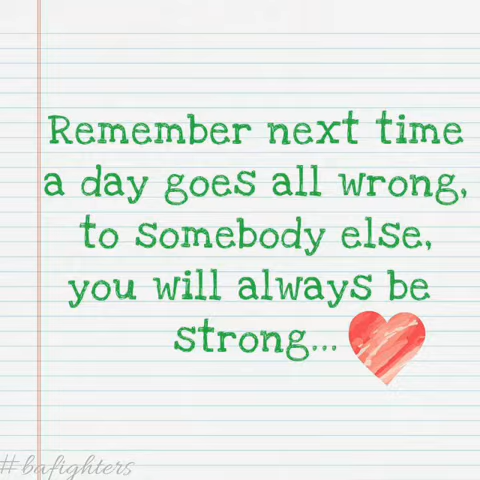 Remember next time
a day goes all wrong,
to somebody else,
you will always be
strong...
#bafighters